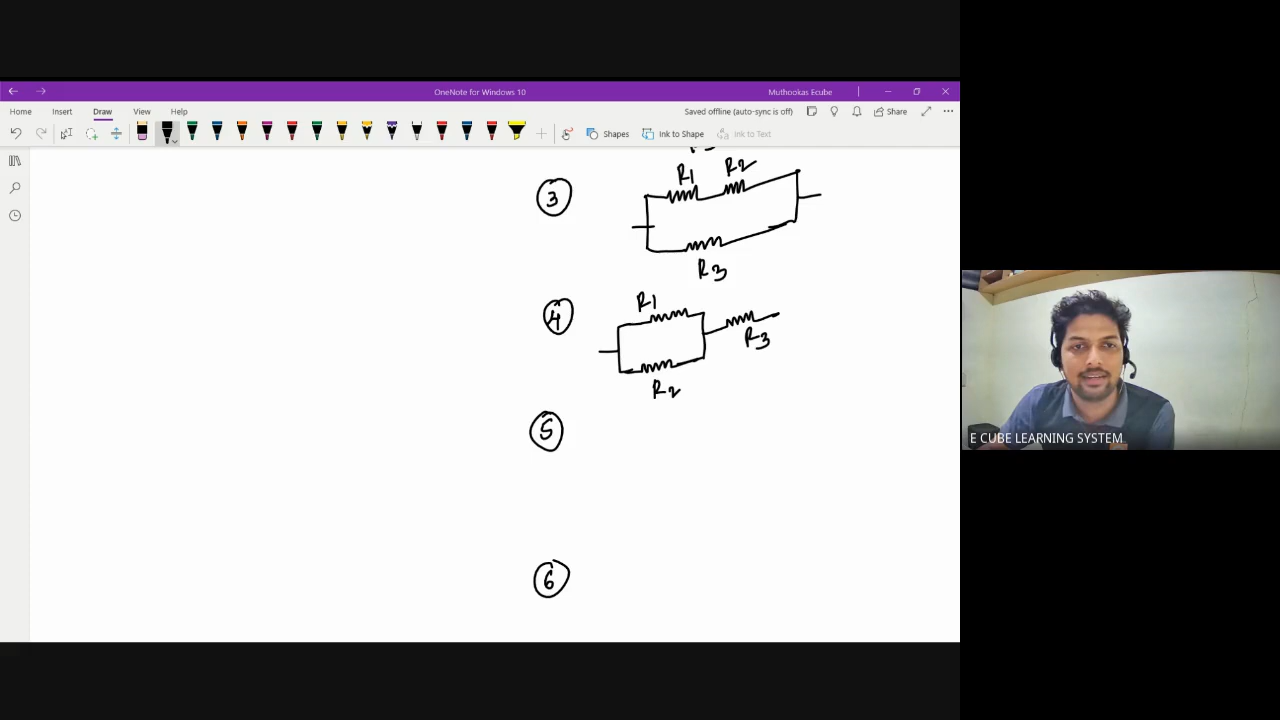 OneNote for Windows 10
Muthookas Ecube
Home Insert Draw View Help
Saved offline (auto-sync is off)
Share
Shapes
Ink to Shape
Ink to Text
3
R1 R2
R3
4
R1
R3
R2
5
6
E CUBE LEARNING SYSTEM